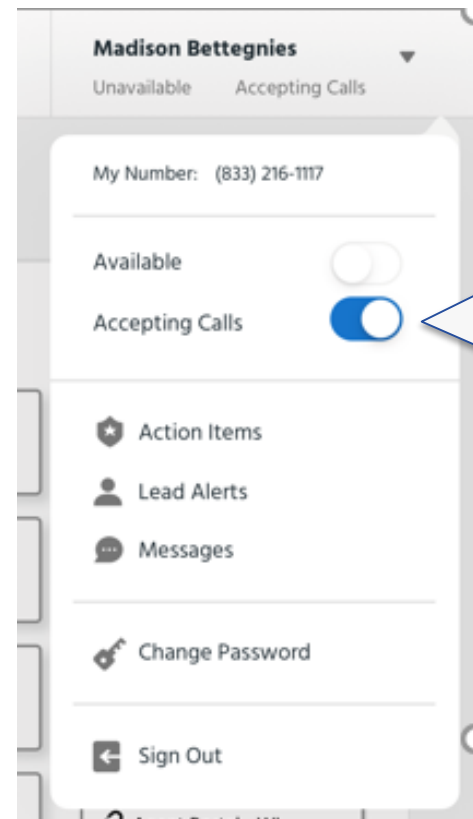 Madison Bettegnies
Unavailable Accepting Calls
My Number: (833) 216-1117
Available
Accepting Calls
Action Items
Lead Alerts
Messages
Change Password
Sign Out